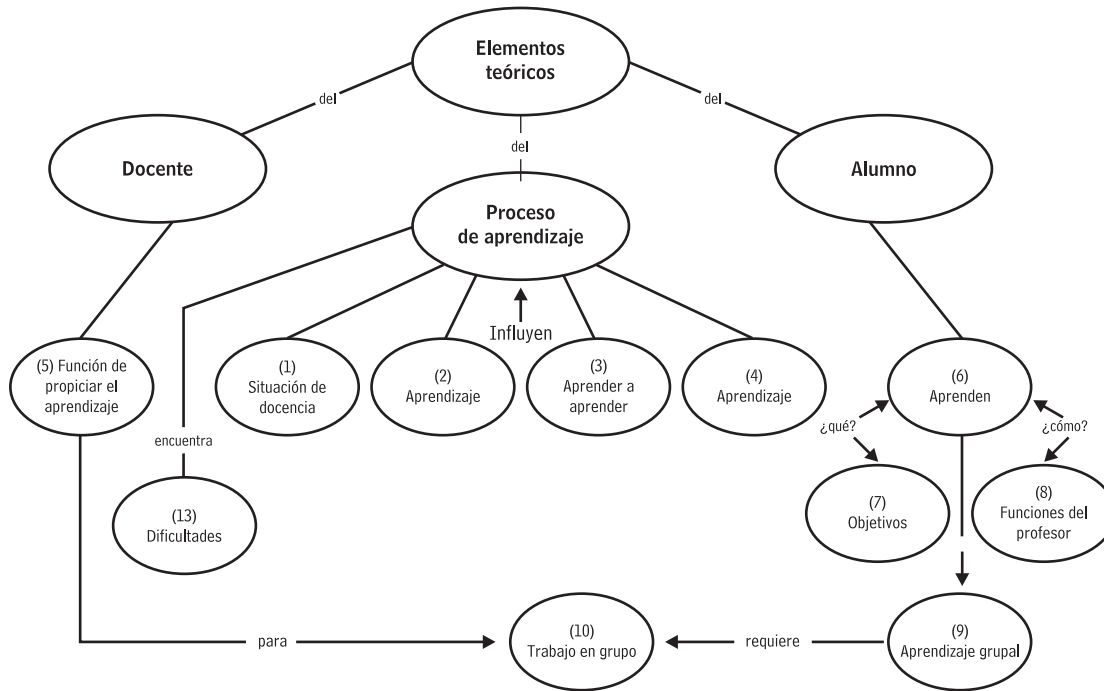 Elementos
teóricos
del
del
del
Docente
Alumno
Proceso
de aprendizaje
Influyen
(5) Función de
propiciar el
aprendizaje
(1)
Situación de
docencia
(2)
Aprendizaje
(3)
Aprender a
aprender
(4)
Aprendizaje
(6)
Aprenden
¿qué?
¿cómo?
encuentra
(13)
Dificultades
(7)
Objetivos
(8)
Funciones del
profesor
para
(10)
Trabajo en grupo
requiere
(9)
Aprendizaje grupal